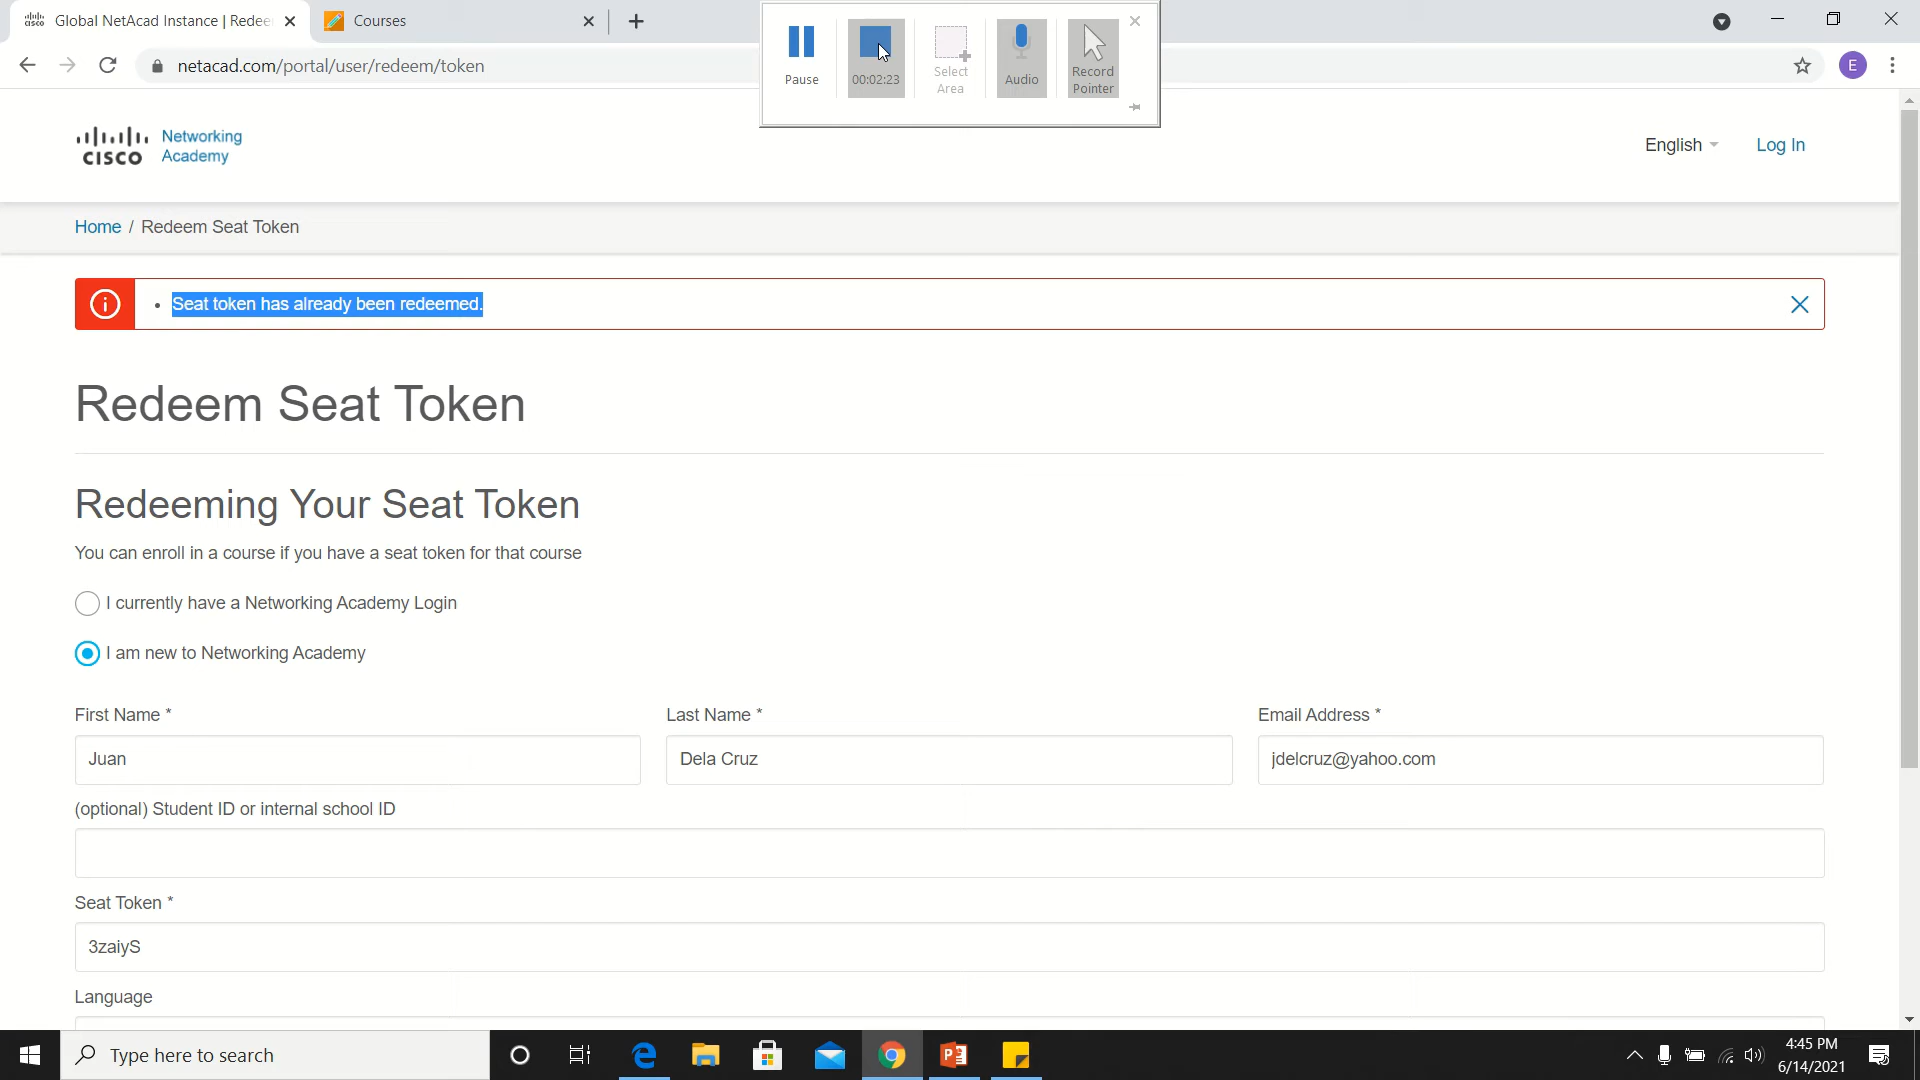 Global NetAcad Instance | Redee
Courses
netacad.com/portal/user/redeem/token
E
Pause
00:02:23
Select
Area
Audio
Record
Pointer
CISCO
Networking
Academy
English
Log In
Home / Redeem Seat Token
• Seat token has already been redeemed.
Redeem Seat Token
Redeeming Your Seat Token
You can enroll in a course if you have a seat token for that course
I currently have a Networking Academy Login
I am new to Networking Academy
First Name *
Last Name *
Email Address *
Juan
Dela Cruz
jdelcruz@yahoo.com
(optional) Student ID or internal school ID
Seat Token *
3zaiyS
Language
Type here to search
4:45 PM
6/14/2021